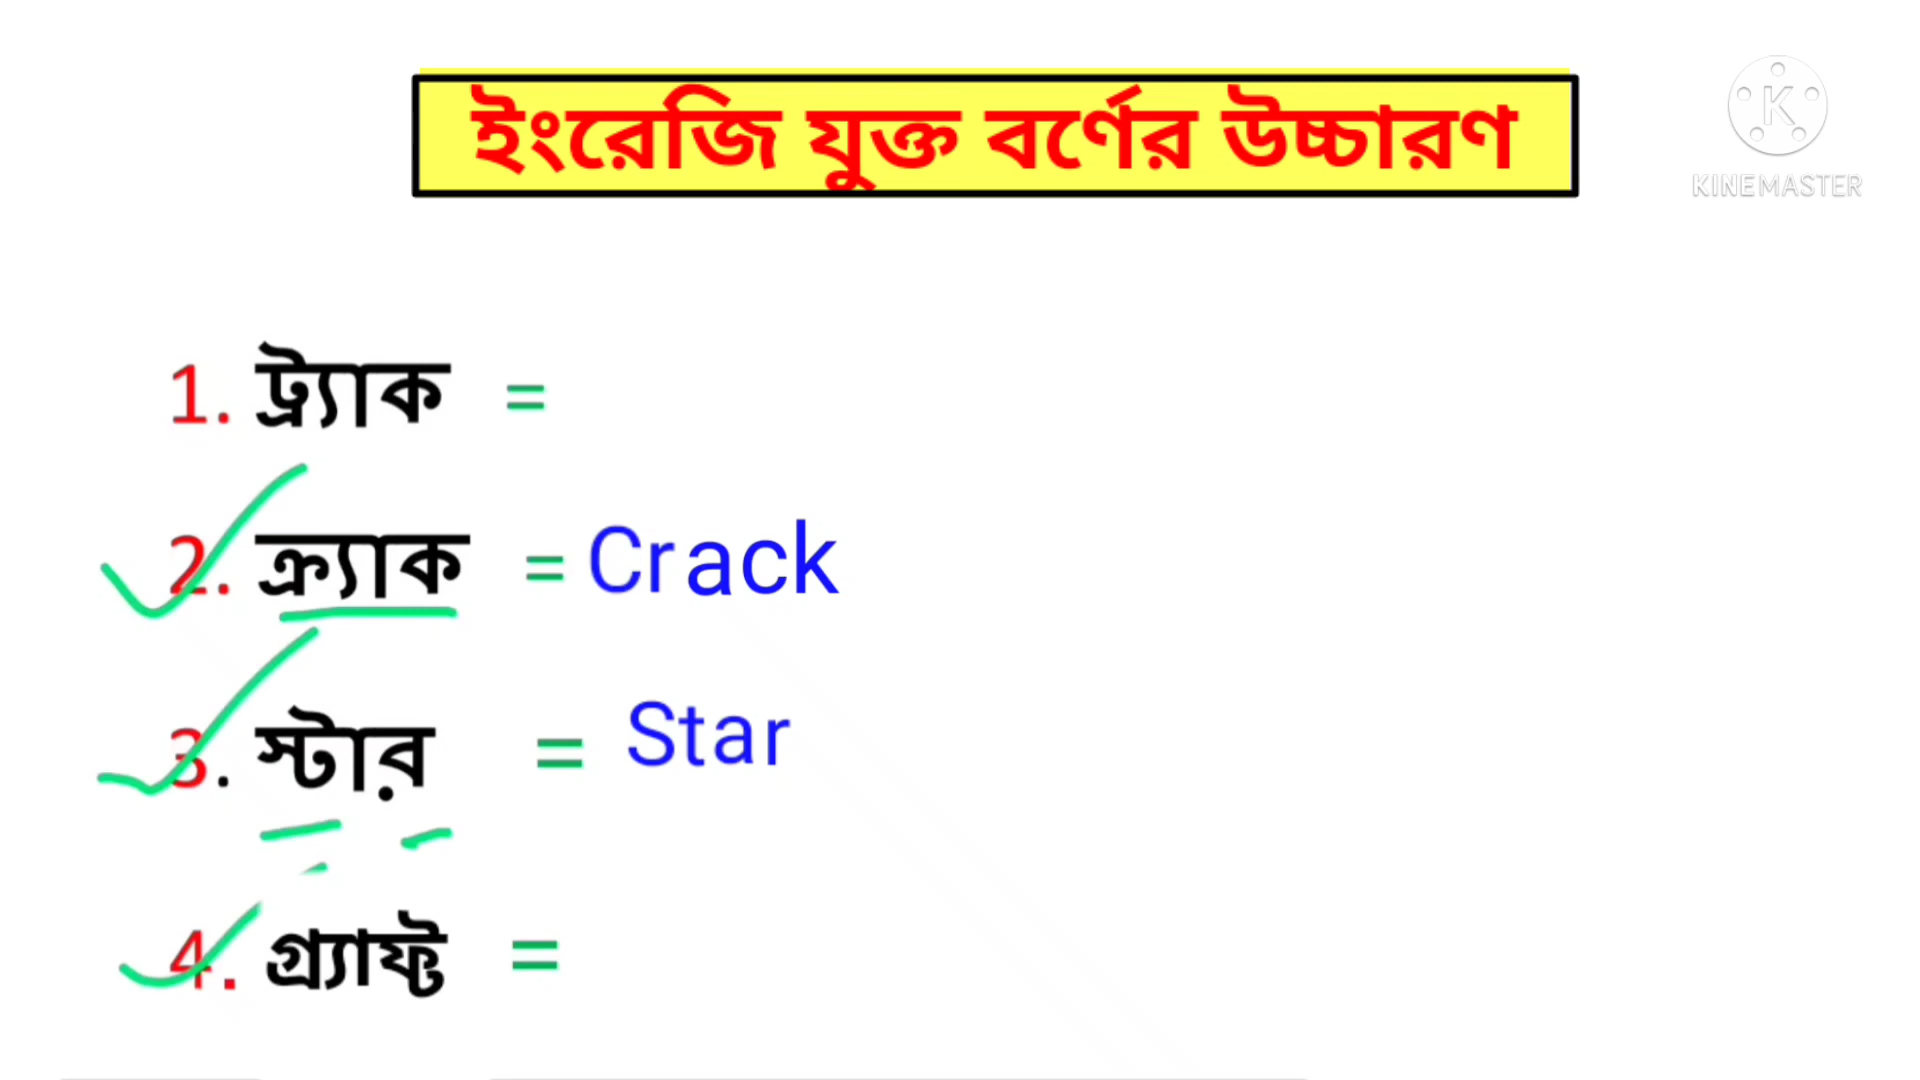 ইংরেজি যুক্ত বর্ণের উচ্চারণ
K
KINEMASTER
1. ট্র্যাক =
2. ক্র্যাক = Crack
3. স্টার = Star
4. গ্র্যাফ্ট =